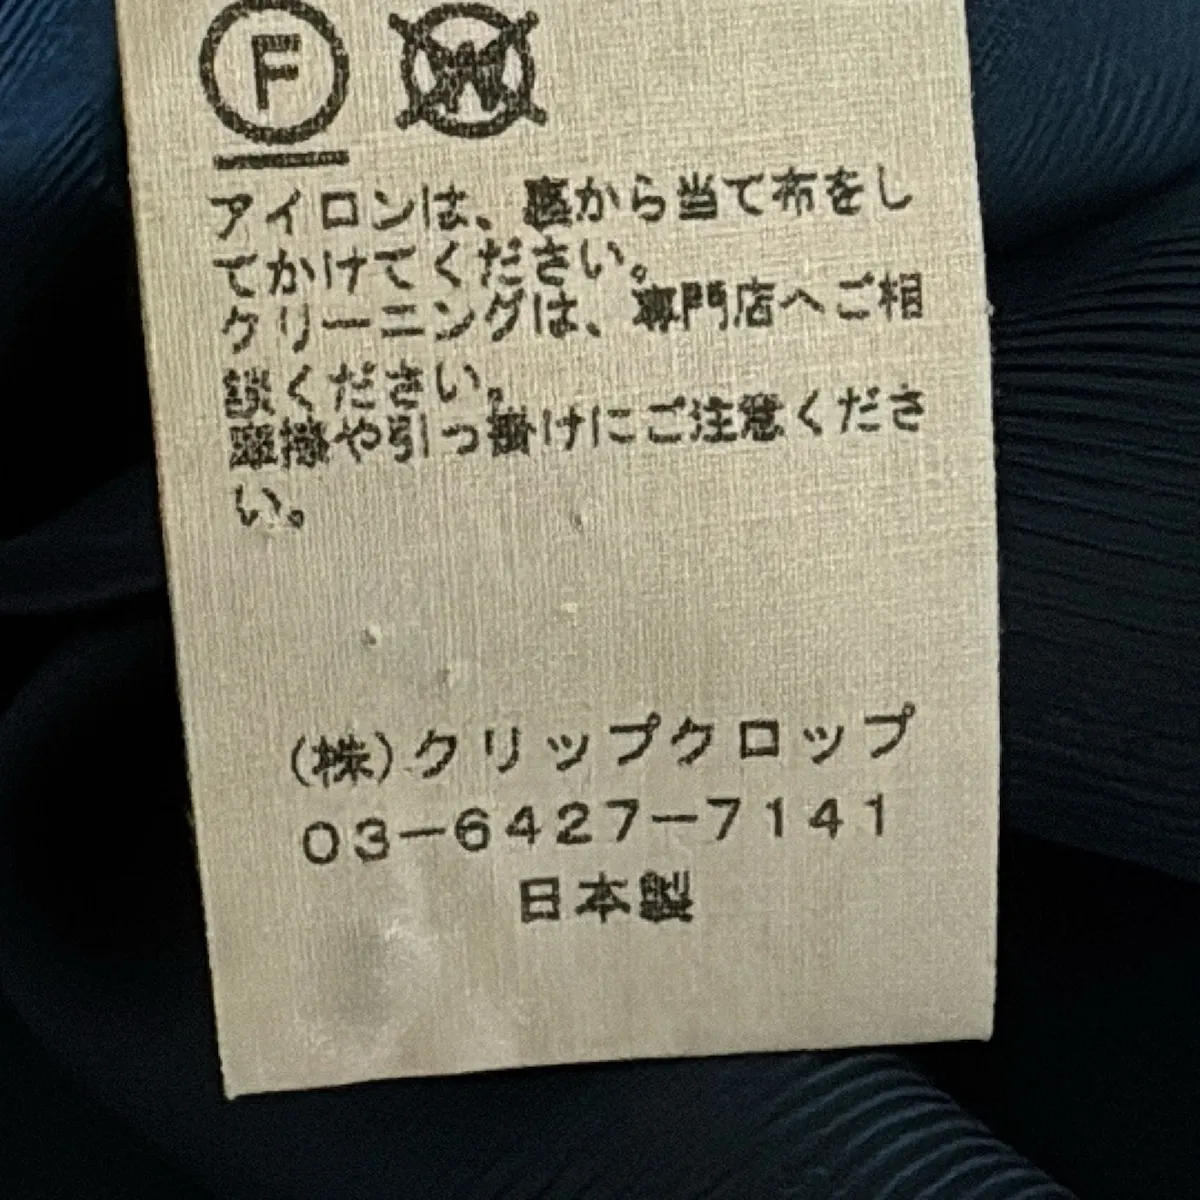 F
W
アイロンは、裏から当て布をし
てかけてください。
クリーニングは、専門店へご相
談ください。
摩擦や引っ掛けにご注意くださ
い。
(株)クリップクロップ
03-6427-7141
日本製